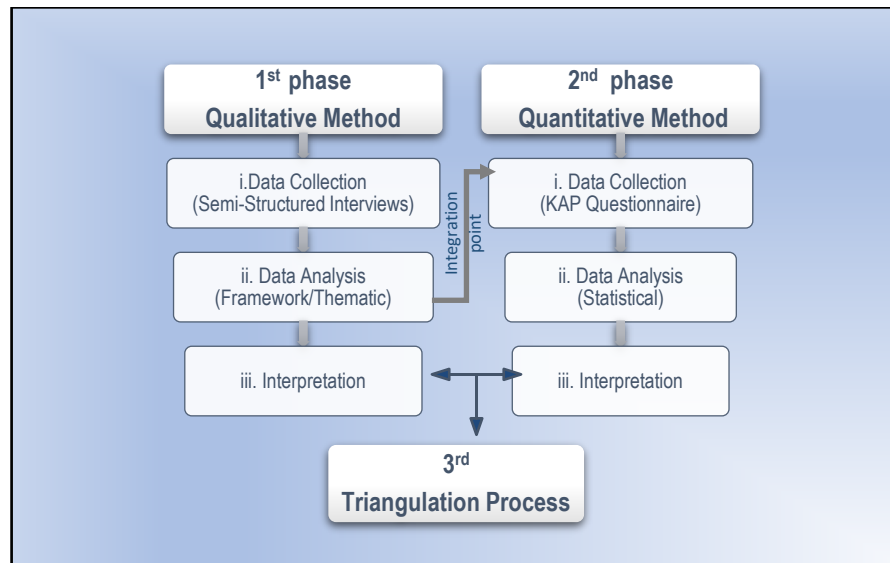 1st phase
Qualitative Method
i.Data Collection
(Semi-Structured Interviews)
ii. Data Analysis
(Framework/Thematic)
iii. Interpretation
Integration
point
2nd phase
Quantitative Method
i. Data Collection
(KAP Questionnaire)
ii. Data Analysis
(Statistical)
iii. Interpretation
3rd
Triangulation Process